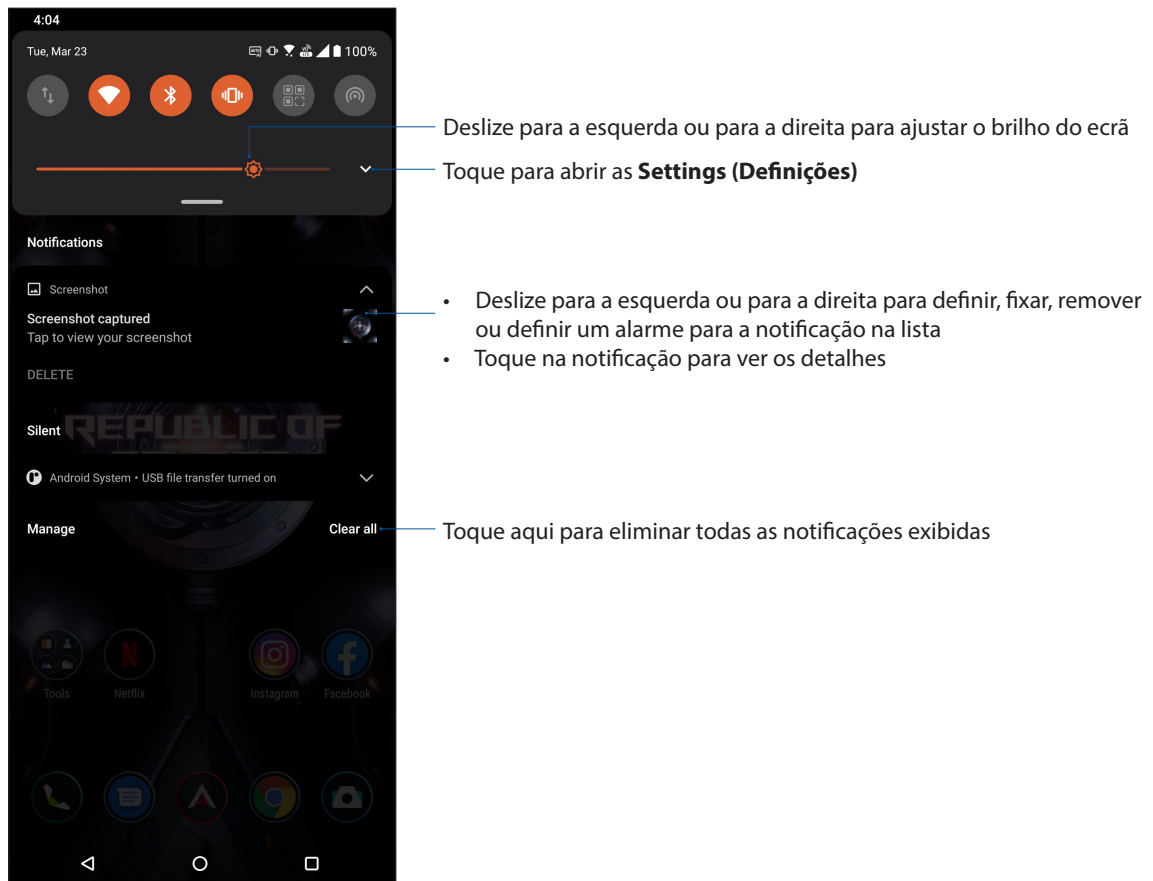 4:04
Tue, Mar 23
100%
Deslize para a esquerda ou para a direita para ajustar o brilho do ecrã
Toque para abrir as Settings (Definições)
Notifications
Screenshot
Screenshot captured
Tap to view your screenshot
DELETE
• Deslize para a esquerda ou para a direita para definir, fixar, remover
ou definir um alarme para a notificação na lista
• Toque na notificação para ver os detalhes
Silent
REPUBLIC OF
Android System • USB file transfer turned on
Manage
Clear all
Toque aqui para eliminar todas as notificações exibidas
Tools
Netflix
Instagram
Facebook